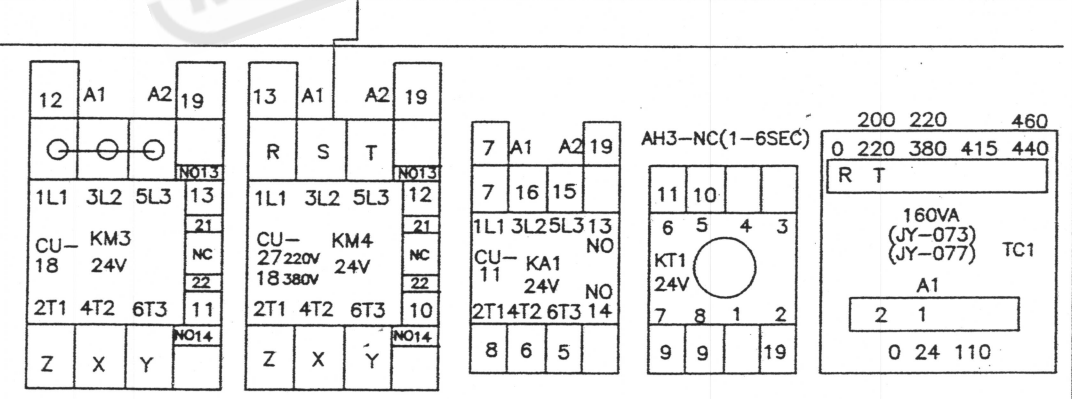 12 A1 A2 19
1L1 3L2 5L3
NO13
13
21
CU-
18
KM3
24V
NC
22
2T1 4T2 6T3 11
NO14
Z X Y
13 A1 A2 19
R S T
NO13
1L1 3L2 5L3 12
21
CU-
27 220V
18 380V
KM4
24V
NC
22
2T1 4T2 6T3 10
NO14
Z X Y
7 A1 A2 19
7 16 15
1L1 3L2 5L3 13
NO
CU-
11
KA1
24V
NO
2T1 4T2 6T3 14
8 6 5
AH3-NC(1-6SEC)
11 10
6 5 4 3
KT1
24V
7 8 1 2
9 9 19
200 220 460
0 220 380 415 440
R T
160VA
(JY-073)
(JY-077)
TC1
A1
2 1
0 24 110